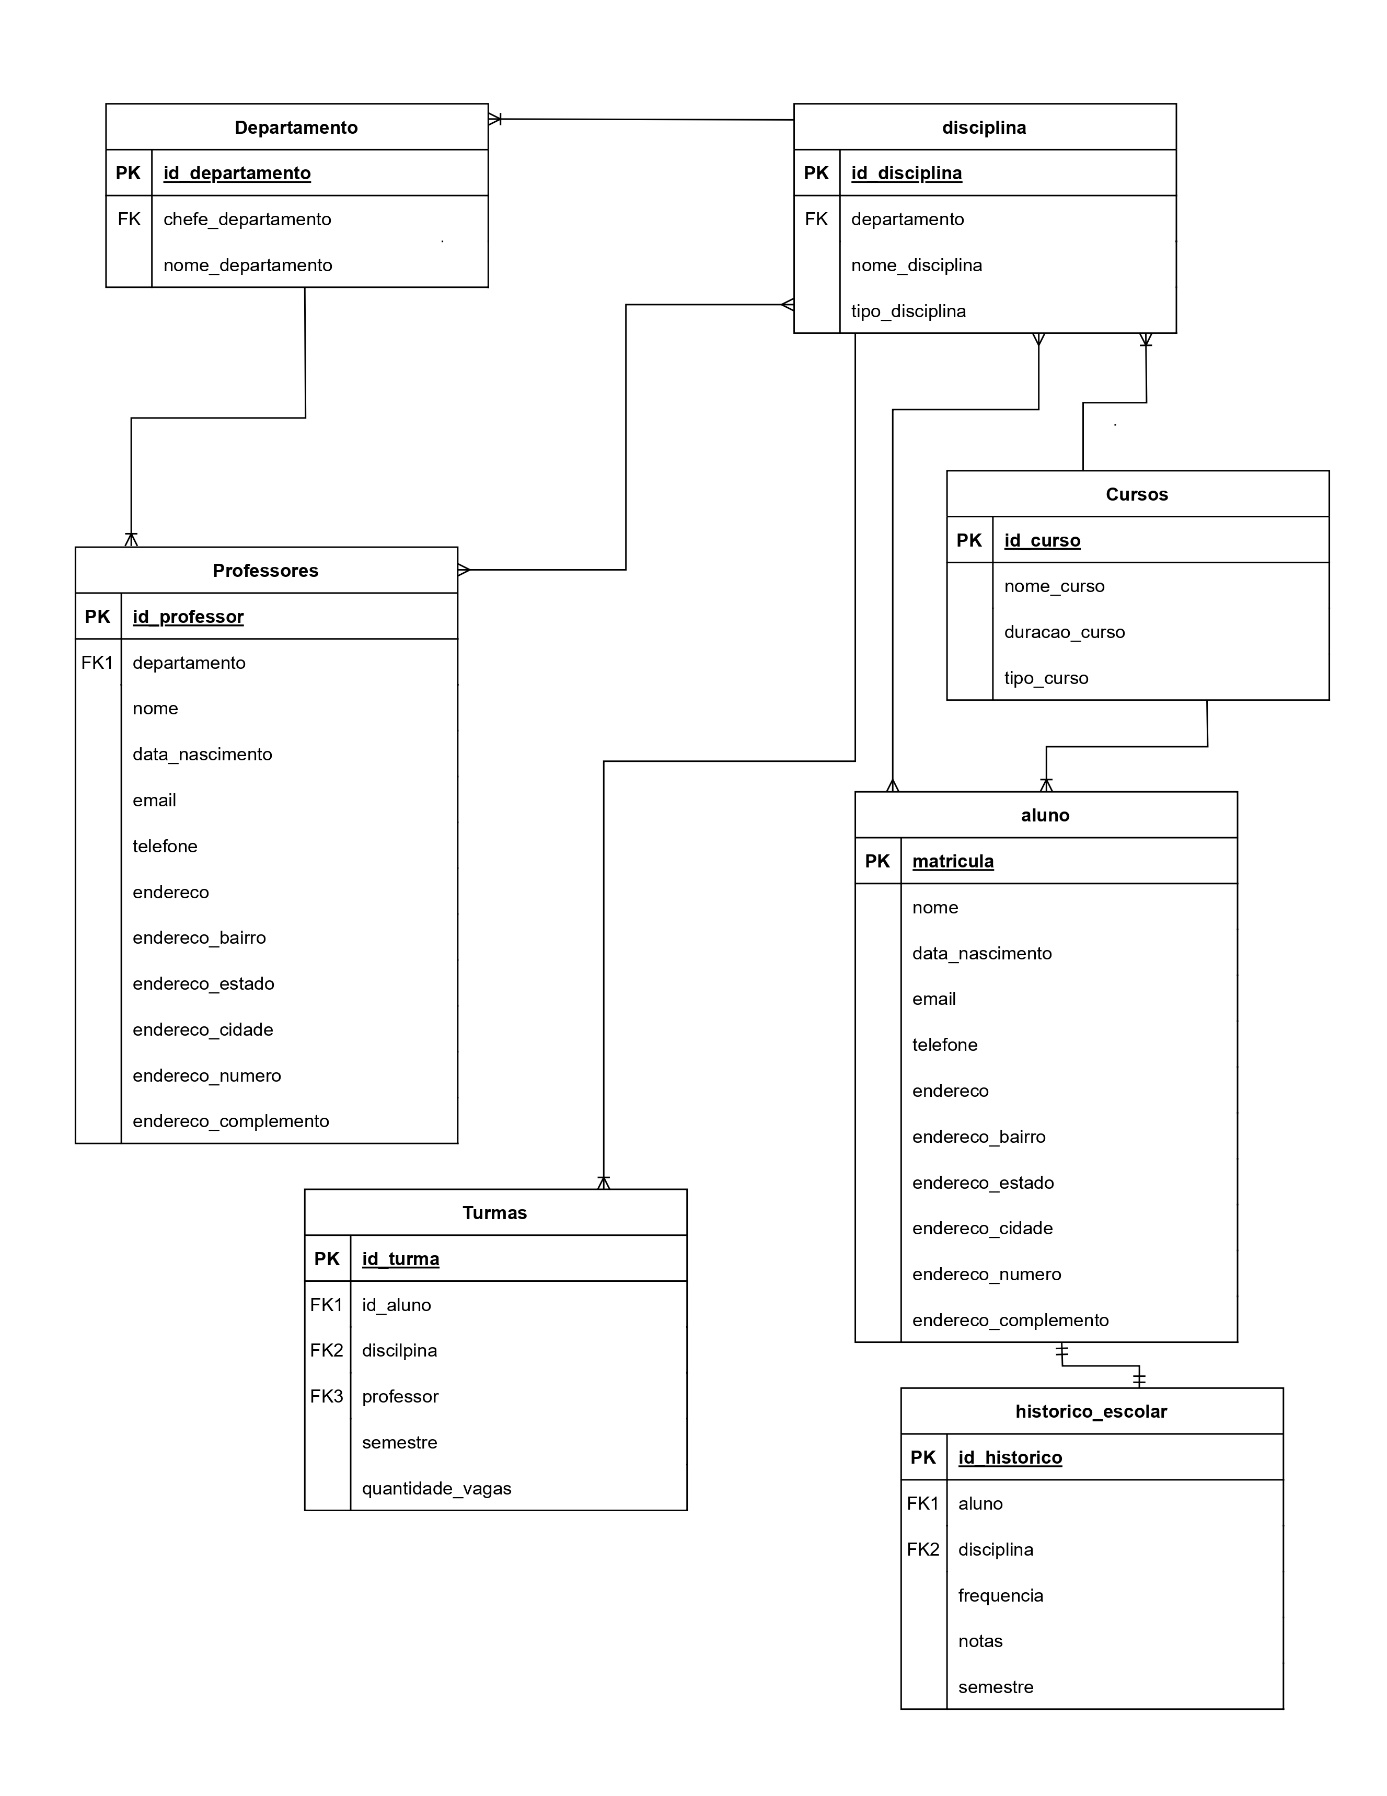 Departamento
PK id_departamento
FK chefe_departamento
nome_departamento
disciplina
PK id_disciplina
FK departamento
nome_disciplina
tipo_disciplina
Cursos
PK id_curso
nome_curso
duracao_curso
tipo_curso
Professores
PK id_professor
FK1 departamento
nome
data_nascimento
email
telefone
endereco
endereco_bairro
endereco_estado
endereco_cidade
endereco_numero
endereco_complemento
aluno
PK matricula
nome
data_nascimento
email
telefone
endereco
endereco_bairro
endereco_estado
endereco_cidade
endereco_numero
endereco_complemento
Turmas
PK id_turma
FK1 id_aluno
FK2 discilpina
FK3 professor
semestre
quantidade_vagas
historico_escolar
PK id_historico
FK1 aluno
FK2 disciplina
frequencia
notas
semestre